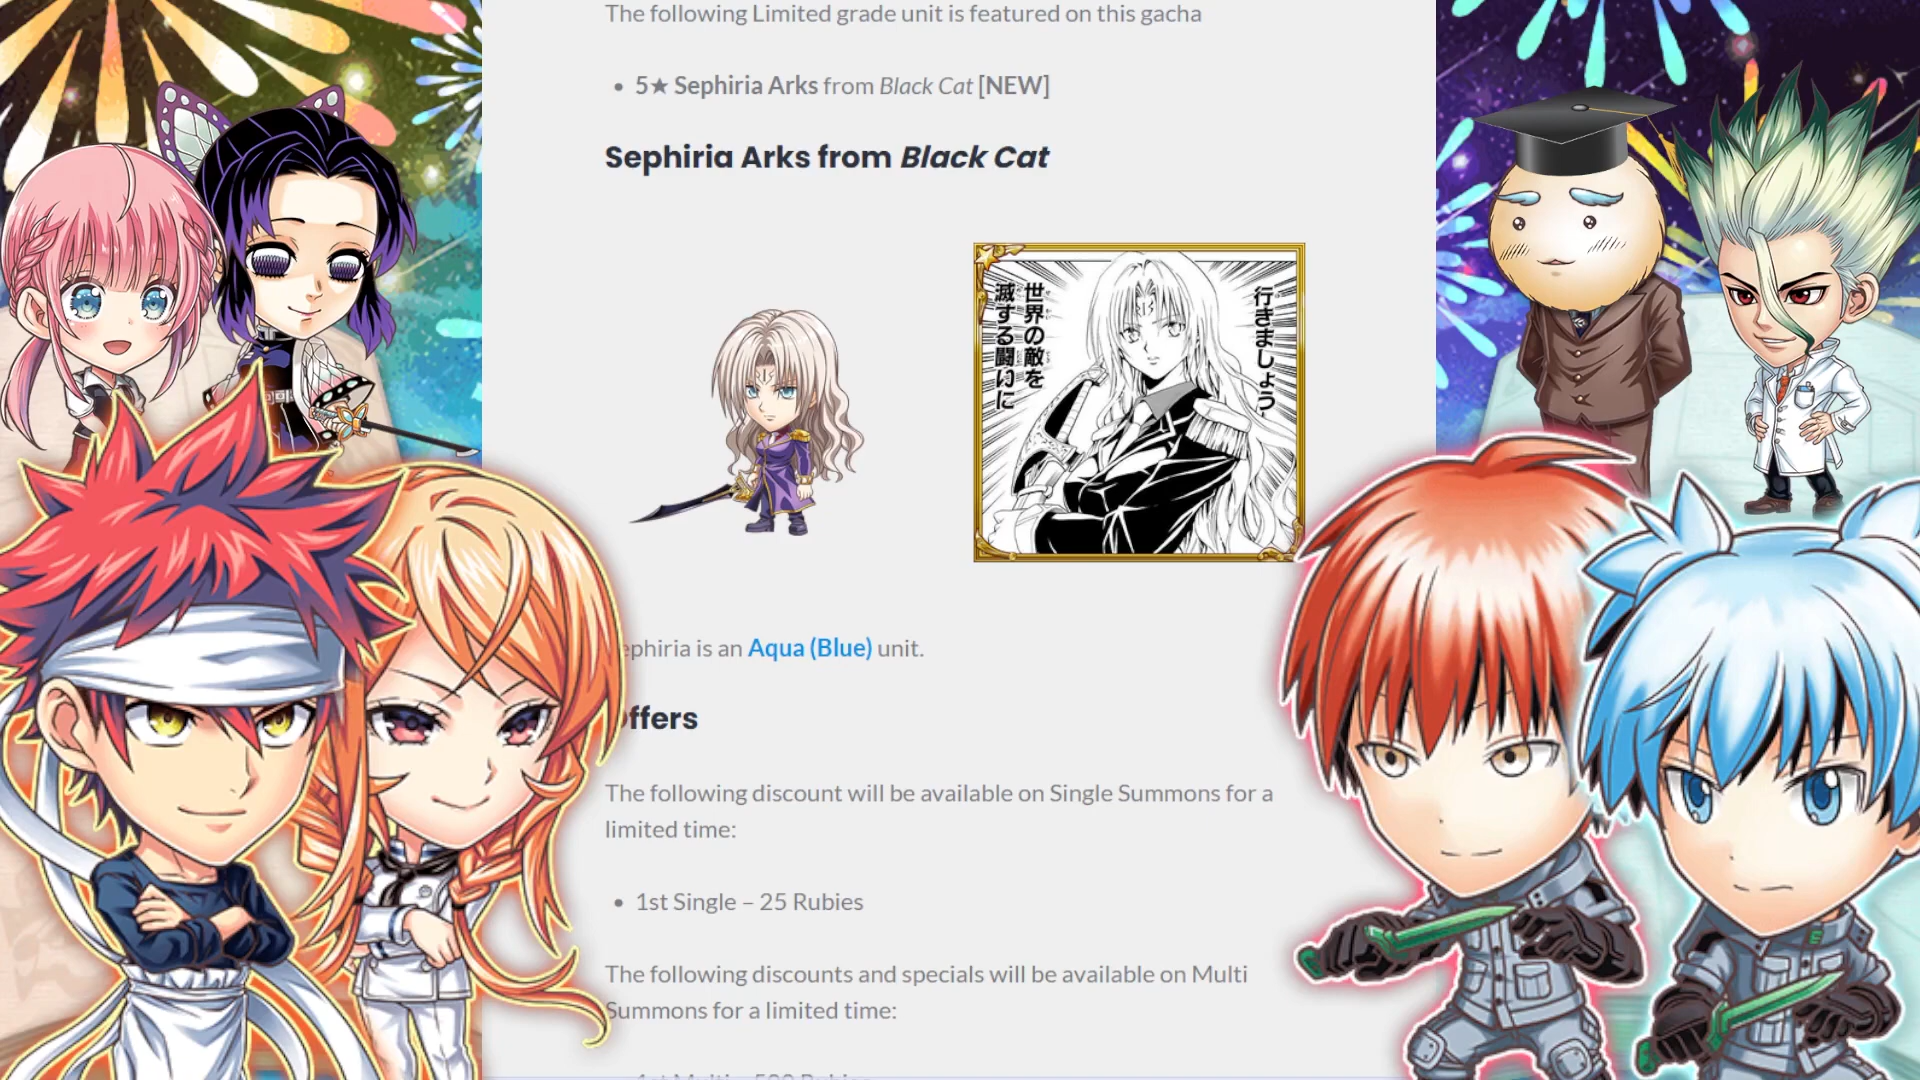 The following Limited grade unit is featured on this gacha
• 5★ Sephiria Arks from Black Cat [NEW]
Sephiria Arks from Black Cat
行きましょう
世界の敵を
滅する闘いに
ephiria is an Aqua (Blue) unit.
ffers
The following discount will be available on Single Summons for a
limited time:
• 1st Single – 25 Rubies
The following discounts and specials will be available on Multi
Summons for a limited time: